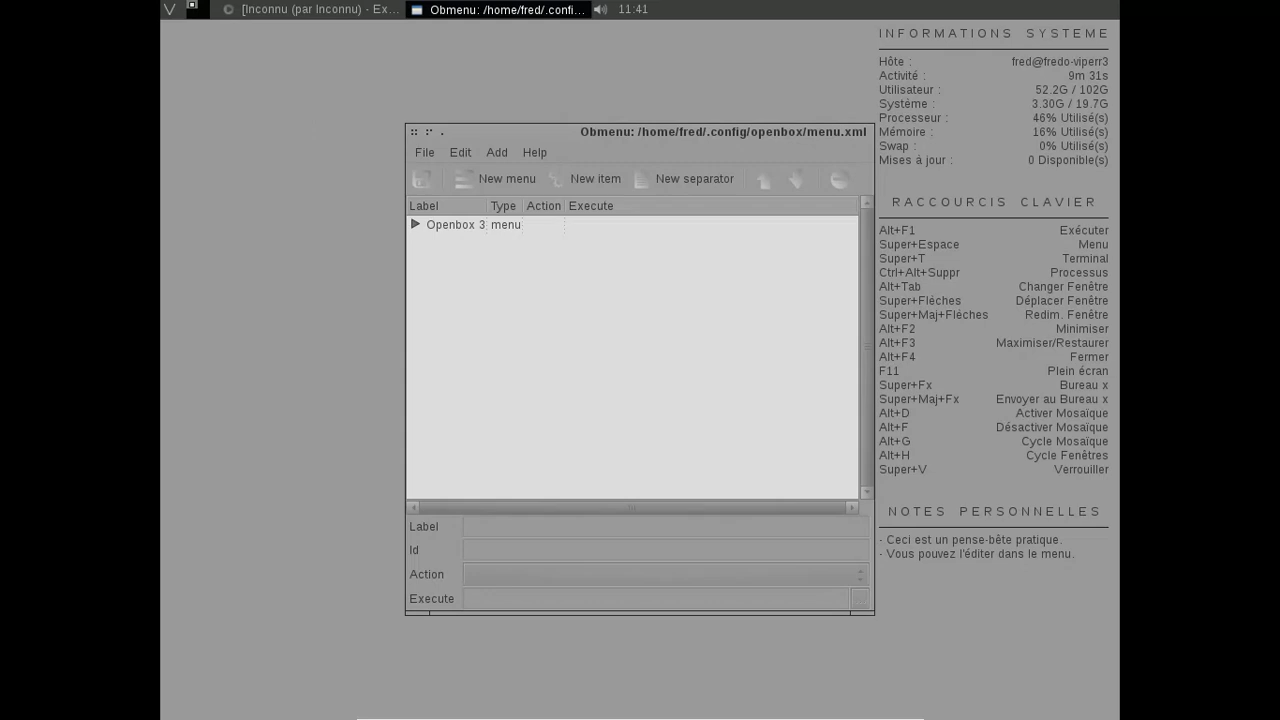 [Inconnu (par Inconnu) - Ex... Obmenu: /home/fred/.confi... 11:41
INFORMATIONS SYSTEME
Hôte : fred@fredo-viperr3
Activité : 9m 31s
Utilisateur : 52.2G / 102G
Système : 3.30G / 19.7G
Processeur : 46% Utilisé(s)
Mémoire : 16% Utilisé(s)
Swap : 0% Utilisé(s)
Mises à jour : 0 Disponible(s)
RACCOURCIS CLAVIER
Alt+F1 Exécuter
Super+Espace Menu
Super+T Terminal
Ctrl+Alt+Suppr Processus
Alt+Tab Changer Fenêtre
Super+Flèches Déplacer Fenêtre
Super+Maj+Flèches Redim. Fenêtre
Alt+F2 Minimiser
Alt+F3 Maximiser/Restaurer
Alt+F4 Fermer
F11 Plein écran
Super+Fx Bureau x
Super+Maj+Fx Envoyer au Bureau x
Alt+D Activer Mosaïque
Alt+F Désactiver Mosaïque
Alt+G Cycle Mosaïque
Alt+H Cycle Fenêtres
Super+V Verrouiller
NOTES PERSONNELLES
- Ceci est un pense-bête pratique.
- Vous pouvez l'éditer dans le menu.
Obmenu: /home/fred/.config/openbox/menu.xml
File Edit Add Help
New menu New item New separator
Label Type Action Execute
Openbox 3 menu
Label
Id
Action
Execute